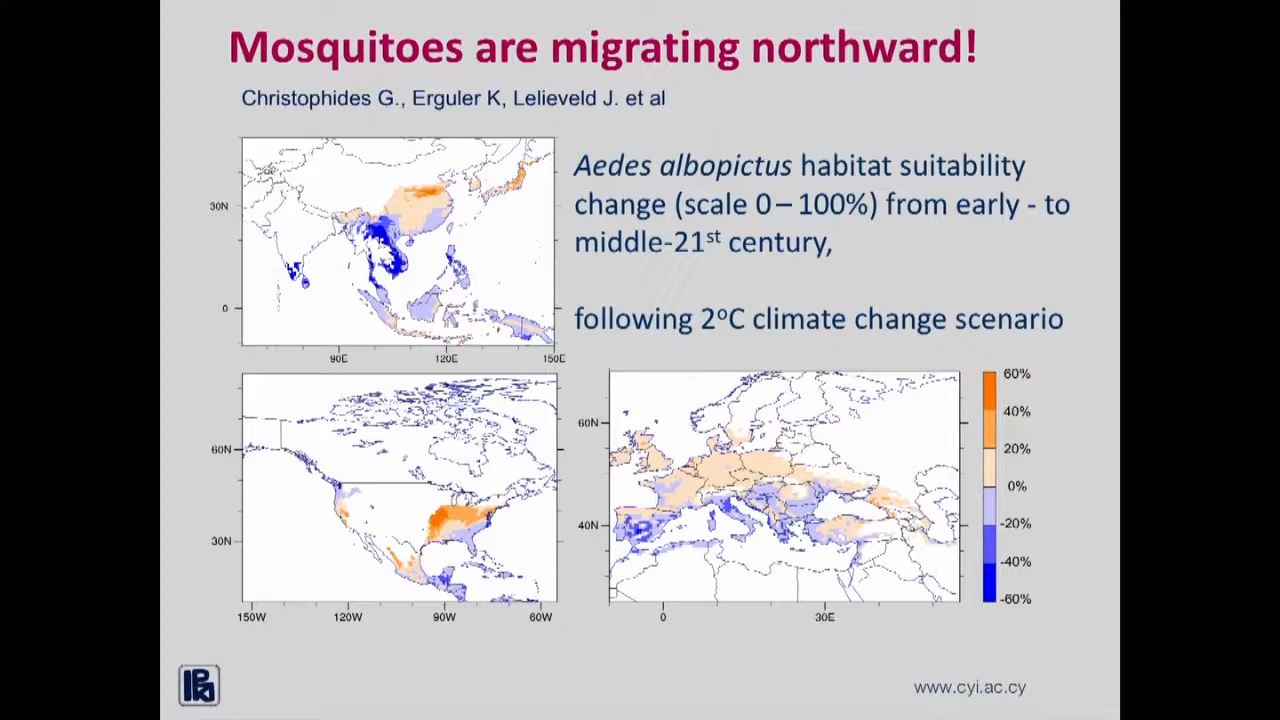 Mosquitoes are migrating northward!
Christophides G., Erguler K, Lelieveld J. et al
Aedes albopictus habitat suitability
change (scale 0 – 100%) from early - to
middle-21st century,
following 2°C climate change scenario
30N
0
90E 120E 150E
60N
30N
150W 120W 90W 60W
60N
40N
0 30E
60%
40%
20%
0%
-20%
-40%
-60%
www.cyi.ac.cy